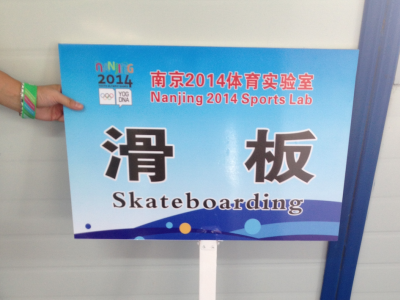 NANJING
2014
YOG
DNA
南京2014体育实验室
Nanjing 2014 Sports Lab
滑 板
Skateboarding